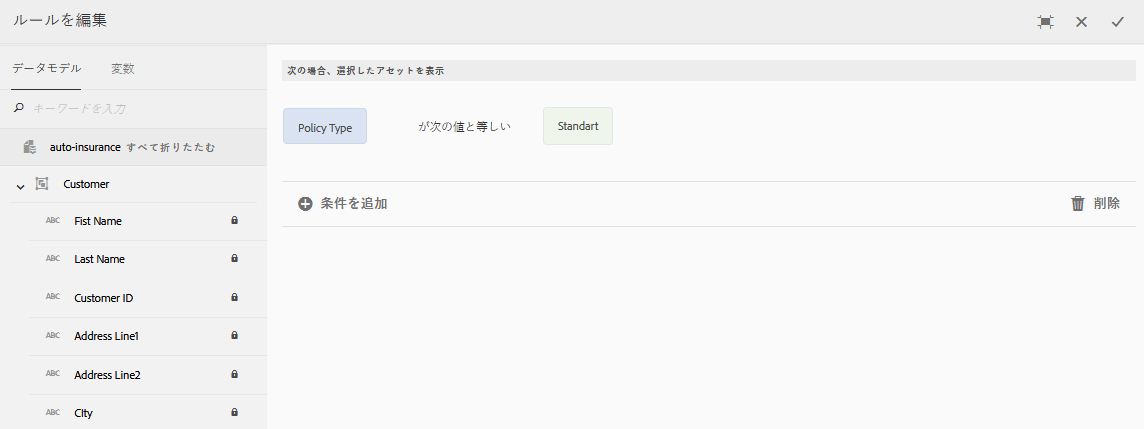 ルールを編集
データモデル 変数
キーワードを入力
auto-insurance すべて折りたたむ
Customer
ABC Fist Name
ABC Last Name
ABC Customer ID
ABC Address Line1
ABC Address Line2
ABC CIty
次の場合、選択したアセットを表示
Policy Type が次の値と等しい Standart
条件を追加 削除